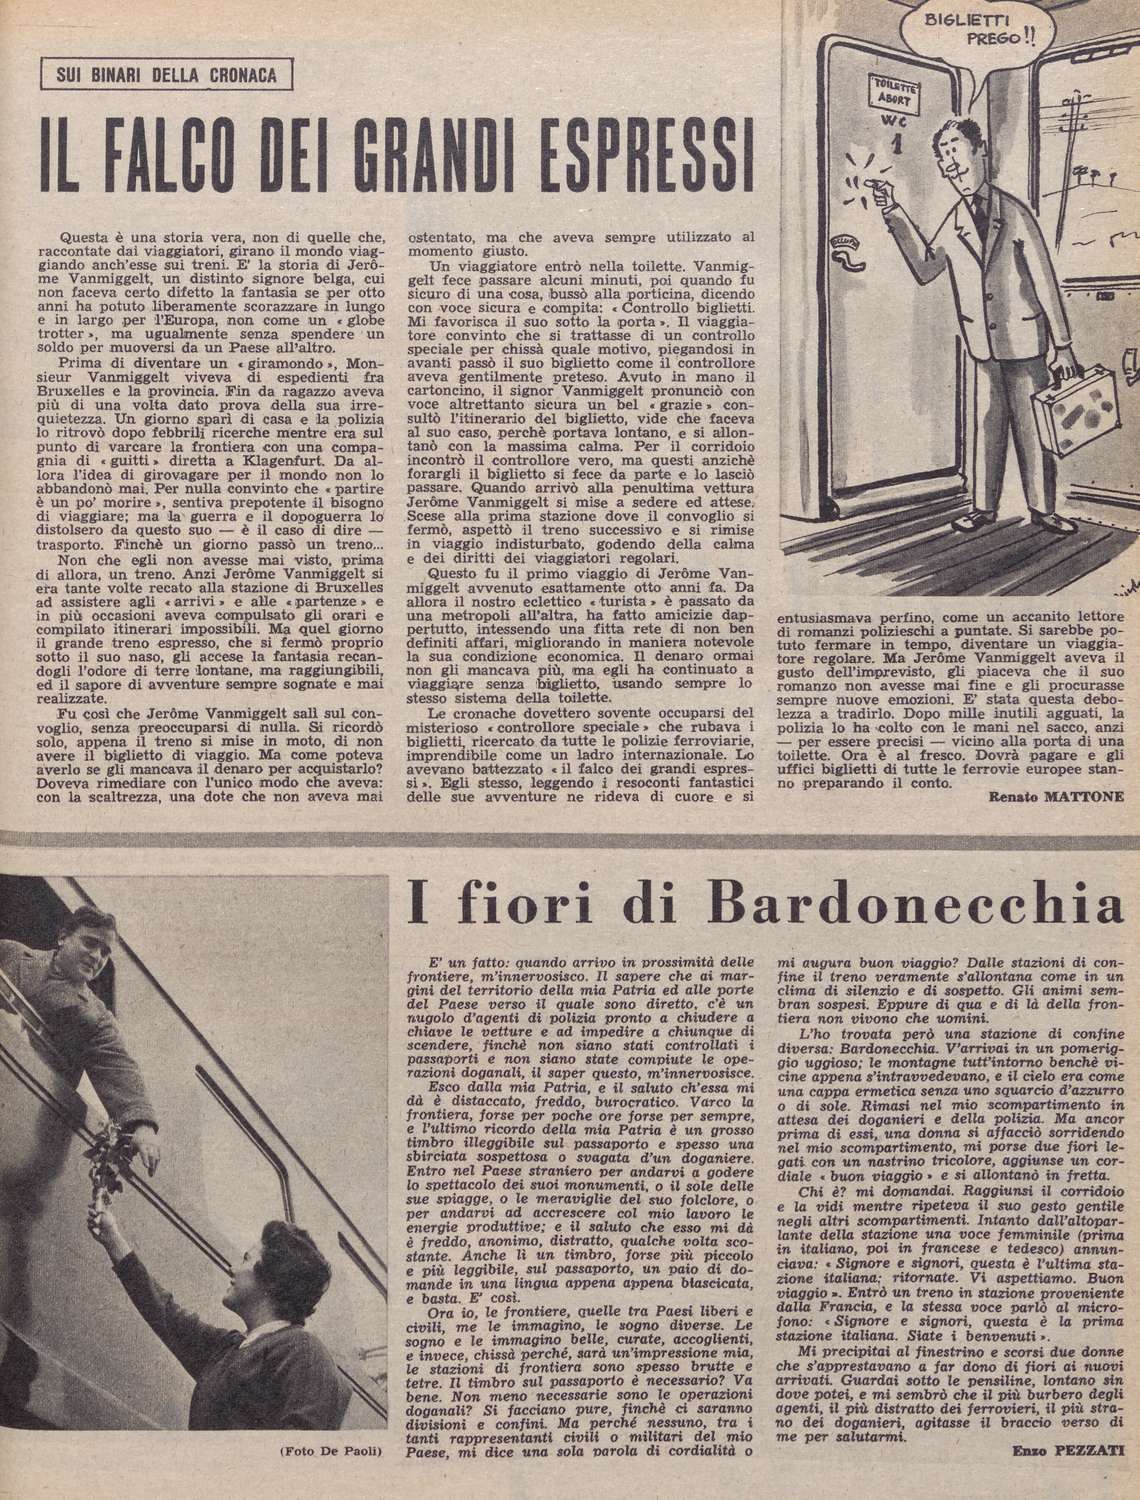 SUI BINARI DELLA CRONACA
IL FALCO DEI GRANDI ESPRESSI
Questa è una storia vera, non di quelle che,
raccontate dai viaggiatori, girano il mondo viag-
giando anch'esse sui treni. E' la storia di Jerô-
me Vanmiggelt, un distinto signore belga, cui
non faceva certo difetto la fantasia se per otto
anni ha potuto liberamente scorazzare in lungo
e in largo per l'Europa, non come un « globe
trotter », ma ugualmente senza spendere un
soldo per muoversi da un Paese all'altro.
Prima di diventare un « giramondo », Mon-
sieur Vanmiggelt viveva di espedienti fra
Bruxelles e la provincia. Fin da ragazzo aveva
più di una volta dato prova della sua irre-
quietezza. Un giorno sparì di casa e la polizia
lo ritrovò dopo febbrili ricerche mentre era sul
punto di varcare la frontiera con una compa-
gnia di « guitti » diretta a Klagenfurt. Da al-
lora l'idea di girovagare per il mondo non lo
abbandonò mai. Per nulla convinto che « partire
è un po' morire », sentiva prepotente il bisogno
di viaggiare; ma la guerra e il dopoguerra lo
distolsero da questo suo — è il caso di dire —
trasporto. Finchè un giorno passò un treno...
Non che egli non avesse mai visto, prima
di allora, un treno. Anzi Jerôme Vanmiggelt si
era tante volte recato alla stazione di Bruxelles
ad assistere agli « arrivi » e alle « partenze » e
in più occasioni aveva compulsato gli orari e
compilato itinerari impossibili. Ma quel giorno
il grande treno espresso, che si fermò proprio
sotto il suo naso, gli accese la fantasia recan-
dogli l'odore di terre lontane, ma raggiungibili,
ed il sapore di avventure sempre sognate e mai
realizzate.
Fu così che Jerôme Vanmiggelt salì sul con-
voglio, senza preoccuparsi di nulla. Si ricordò
solo, appena il treno si mise in moto, di non
avere il biglietto di viaggio. Ma come poteva
averlo se gli mancava il denaro per acquistarlo?
Doveva rimediare con l'unico modo che aveva:
con la scaltrezza, una dote che non aveva mai
ostentato, ma che aveva sempre utilizzato al
momento giusto.
Un viaggiatore entrò nella toilette. Vanmig-
gelt fece passare alcuni minuti, poi quando fu
sicuro di una cosa, bussò alla porticina, dicendo
con voce sicura e compita: « Controllo biglietti.
Mi favorisca il suo sotto la porta ». Il viaggia-
tore convinto che si trattasse di un controllo
speciale per chissà quale motivo, piegandosi in
avanti passò il suo biglietto come il controllore
aveva gentilmente preteso. Avuto in mano il
cartoncino, il signor Vanmiggelt pronunciò con
voce altrettanto sicura un bel « grazie » con-
sultò l'itinerario del biglietto, vide che faceva
al suo caso, perchè portava lontano, e si allon-
tanò con la massima calma. Per il corridoio
incontrò il controllore vero, ma questi anzichè
forargli il biglietto si fece da parte e lo lasciò
passare. Quando arrivò alla penultima vettura
Jerôme Vanmiggelt si mise a sedere ed attese.
Scese alla prima stazione dove il convoglio si
fermò, aspettò il treno successivo e si rimise
in viaggio indisturbato, godendo della calma
e dei diritti dei viaggiatori regolari.
Questo fu il primo viaggio di Jerôme Van-
miggelt avvenuto esattamente otto anni fa. Da
allora il nostro eclettico « turista » è passato da
una metropoli all'altra, ha fatto amicizie dap-
pertutto, intessendo una fitta rete di non ben
definiti affari, migliorando in maniera notevole
la sua condizione economica. Il denaro ormai
non gli mancava più, ma egli ha continuato a
viaggiare senza biglietto, usando sempre lo
stesso sistema della toilette.
Le cronache dovettero sovente occuparsi del
misterioso « controllore speciale » che rubava i
biglietti, ricercato da tutte le polizie ferroviarie,
imprendibile come un ladro internazionale. Lo
avevano battezzato « il falco dei grandi espres-
si ». Egli stesso, leggendo i resoconti fantastici
delle sue avventure ne rideva di cuore e si
BIGLIETTI
PREGO!!
TOILETTE
ABORT
WC
1
entusiasmava perfino, come un accanito lettore
di romanzi polizieschi a puntate. Si sarebbe po-
tuto fermare in tempo, diventare un viaggia-
tore regolare. Ma Jerôme Vanmiggelt aveva il
gusto dell'imprevisto, gli piaceva che il suo
romanzo non avesse mai fine e gli procurasse
sempre nuove emozioni. E' stata questa debo-
lezza a tradirlo. Dopo mille inutili agguati, la
polizia lo ha colto con le mani nel sacco, anzi
— per essere precisi — vicino alla porta di una
toilette. Ora è al fresco. Dovrà pagare e gli
uffici biglietti di tutte le ferrovie europee stan-
no preparando il conto.
Renato MATTONE
I fiori di Bardonecchia
E' un fatto: quando arrivo in prossimità delle
frontiere, m'innervosisco. Il sapere che ai mar-
gini del territorio della mia Patria ed alle porte
del Paese verso il quale sono diretto, c'è un
nugolo d'agenti di polizia pronto a chiudere a
chiave le vetture e ad impedire a chiunque di
scendere, finchè non siano stati controllati i
passaporti e non siano state compiute le ope-
razioni doganali, il saper questo, m'innervosisce.
Esco dalla mia Patria, e il saluto ch'essa mi
dà è distaccato, freddo, burocratico. Varco la
frontiera, forse per poche ore forse per sempre,
e l'ultimo ricordo della mia Patria è un grosso
timbro illeggibile sul passaporto e spesso una
sbirciata sospettosa o svagata d'un doganiere.
Entro nel Paese straniero per andarvi a godere
lo spettacolo dei suoi monumenti, o il sole delle
sue spiagge, o le meraviglie del suo folclore, o
per andarvi ad accrescere col mio lavoro le
energie produttive; e il saluto che esso mi dà
è freddo, anonimo, distratto, qualche volta sco-
stante. Anche lì un timbro, forse più piccolo
e più leggibile, sul passaporto, un paio di do-
mande in una lingua appena appena biascicata,
e basta. E' così.
Ora io, le frontiere, quelle tra Paesi liberi e
civili, me le immagino, le sogno diverse. Le
sogno e le immagino belle, curate, accoglienti,
e invece, chissà perché, sarà un'impressione mia,
le stazioni di frontiera sono spesso brutte e
tetre. Il timbro sul passaporto è necessario? Va
bene. Non meno necessarie sono le operazioni
doganali? Si facciano pure, finchè ci saranno
divisioni e confini. Ma perché nessuno, tra i
tanti rappresentanti civili o militari del mio
Paese, mi dice una sola parola di cordialità o
mi augura buon viaggio? Dalle stazioni di con-
fine il treno veramente s'allontana come in un
clima di silenzio e di sospetto. Gli animi sem-
bran sospesi. Eppure di qua e di là della fron-
tiera non vivono che uomini.
L'ho trovata però una stazione di confine
diversa: Bardonecchia. V'arrivai in un pomerig-
gio uggioso; le montagne tutt'intorno benchè vi-
cine appena s'intravvedevano, e il cielo era come
una cappa ermetica senza uno squarcio d'azzurro
o di sole. Rimasi nel mio scompartimento in
attesa dei doganieri e della polizia. Ma ancor
prima di essi, una donna si affacciò sorridendo
nel mio scompartimento, mi porse due fiori le-
gati con un nastrino tricolore, aggiunse un cor-
diale « buon viaggio » e si allontanò in fretta.
Chi è? mi domandai. Raggiunsi il corridoio
e la vidi mentre ripeteva il suo gesto gentile
negli altri scompartimenti. Intanto dall'altopar-
lante della stazione una voce femminile (prima
in italiano, poi in francese e tedesco) annun-
ciava: « Signore e signori, questa è l'ultima sta-
zione italiana; ritornate. Vi aspettiamo. Buon
viaggio ». Entrò un treno in stazione proveniente
dalla Francia, e la stessa voce parlò al micro-
fono: « Signore e signori, questa è la prima
stazione italiana. Siate i benvenuti ».
Mi precipitai al finestrino e scorsi due donne
che s'apprestavano a far dono di fiori ai nuovi
arrivati. Guardai sotto le pensiline, lontano sin
dove potei, e mi sembrò che il più burbero degli
agenti, il più distratto dei ferrovieri, il più stra-
no dei doganieri, agitasse il braccio verso di
me per salutarmi.
Enzo PEZZATI
(Foto De Paoli)